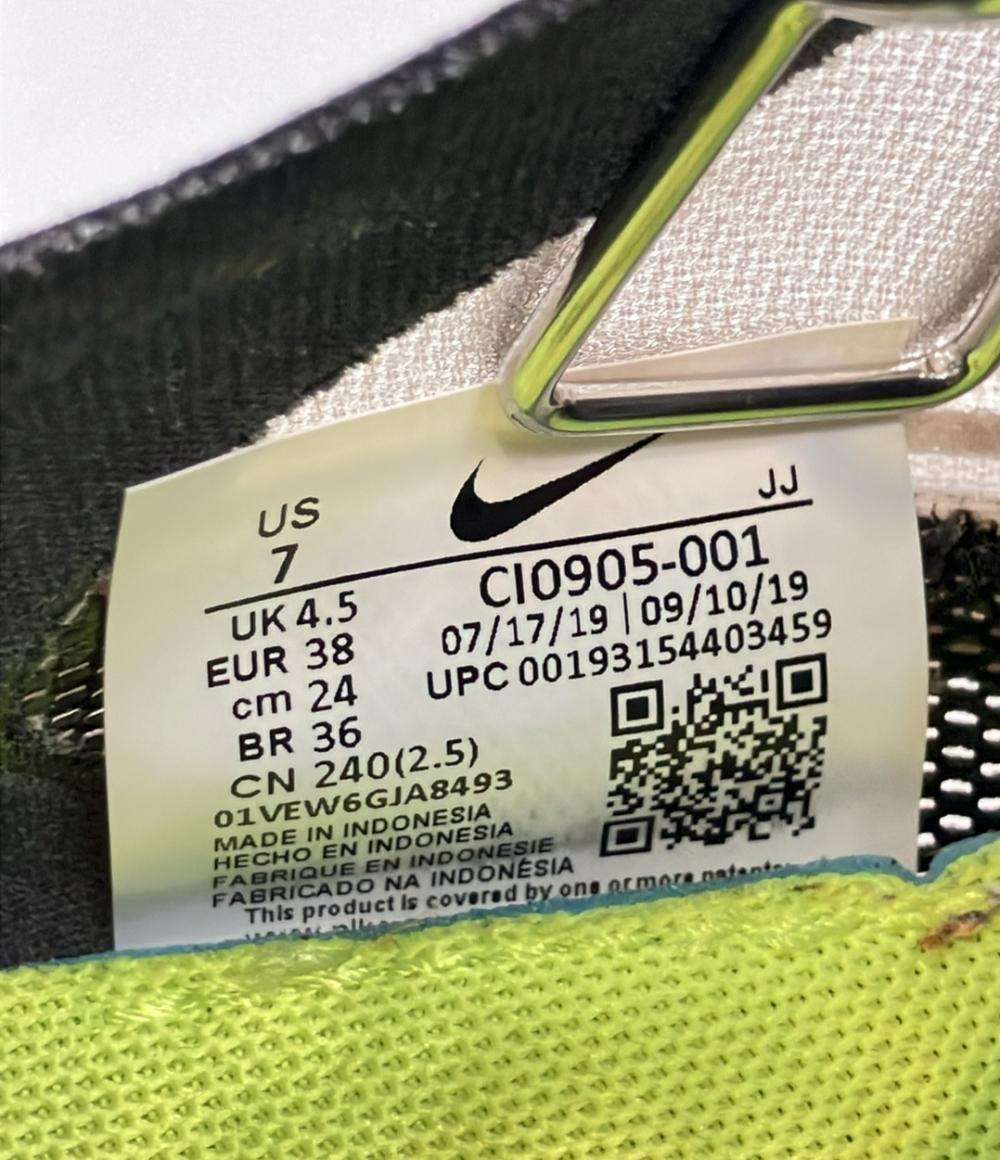 US
7
JJ
UK 4.5
EUR 38
cm 24
BR 36
CN 240(2.5)
CI0905-001
07/17/19 | 09/10/19
UPC 00193154403459
01VEW6GJA8493
MADE IN INDONESIA
HECHO EN INDONESIA
FABRIQUE EN INDONESIE
FABRICADO NA INDONÉSIA
This product is covered by one or more patents